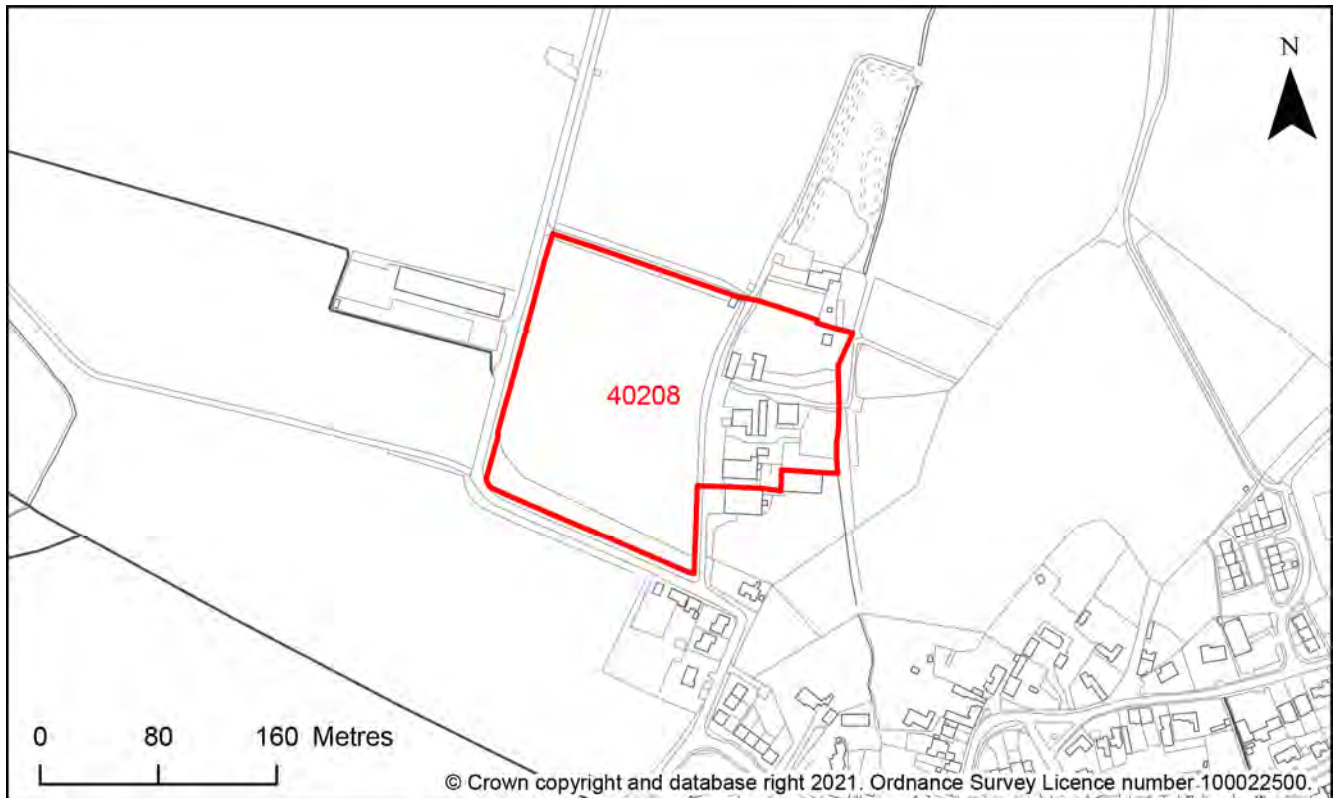 N
40208
0 80 160 Metres
© Crown copyright and database right 2021. Ordnance Survey Licence number 100022500.